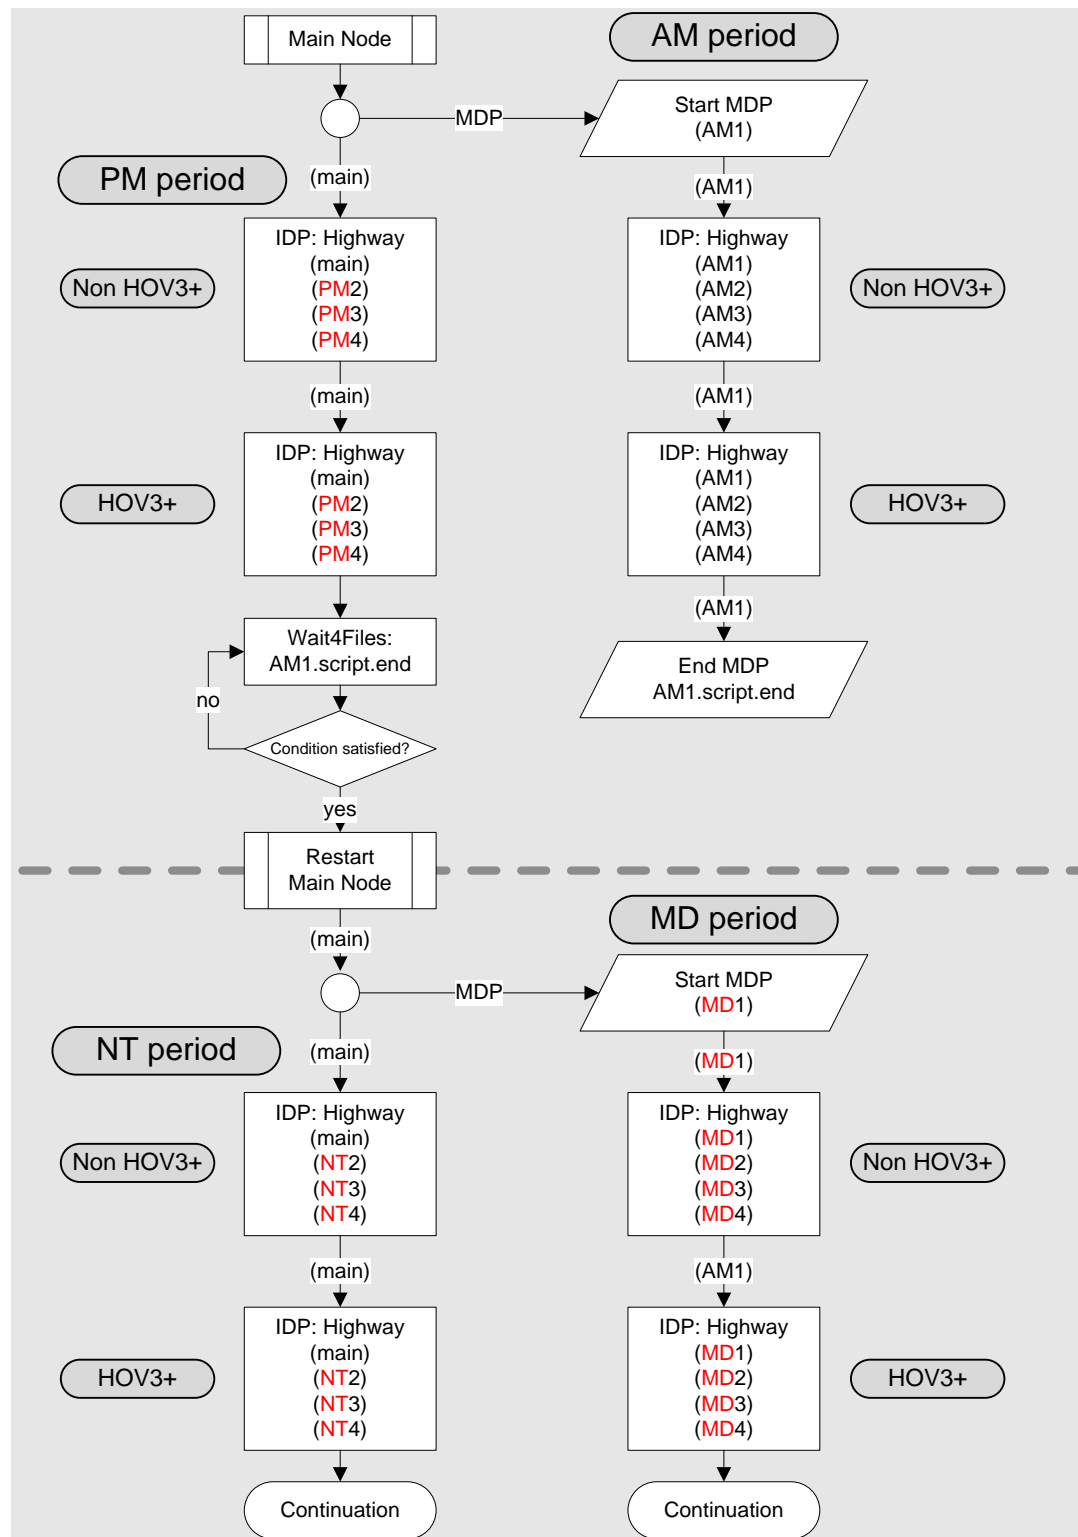 Main Node
AM period
MDP
Start MDP
(AM1)
PM period
(main)
(AM1)
IDP: Highway
(main)
(PM2)
(PM3)
(PM4)
Non HOV3+
IDP: Highway
(AM1)
(AM2)
(AM3)
(AM4)
Non HOV3+
(main)
(AM1)
IDP: Highway
(main)
(PM2)
(PM3)
(PM4)
HOV3+
IDP: Highway
(AM1)
(AM2)
(AM3)
(AM4)
HOV3+
(AM1)
Wait4Files:
AM1.script.end
End MDP
AM1.script.end
no
Condition satisfied?
yes
Restart
Main Node
MD period
(main)
MDP
Start MDP
(MD1)
NT period
(main)
(MD1)
IDP: Highway
(main)
(NT2)
(NT3)
(NT4)
Non HOV3+
IDP: Highway
(MD1)
(MD2)
(MD3)
(MD4)
Non HOV3+
(main)
(AM1)
IDP: Highway
(main)
(NT2)
(NT3)
(NT4)
HOV3+
IDP: Highway
(MD1)
(MD2)
(MD3)
(MD4)
HOV3+
Continuation
Continuation